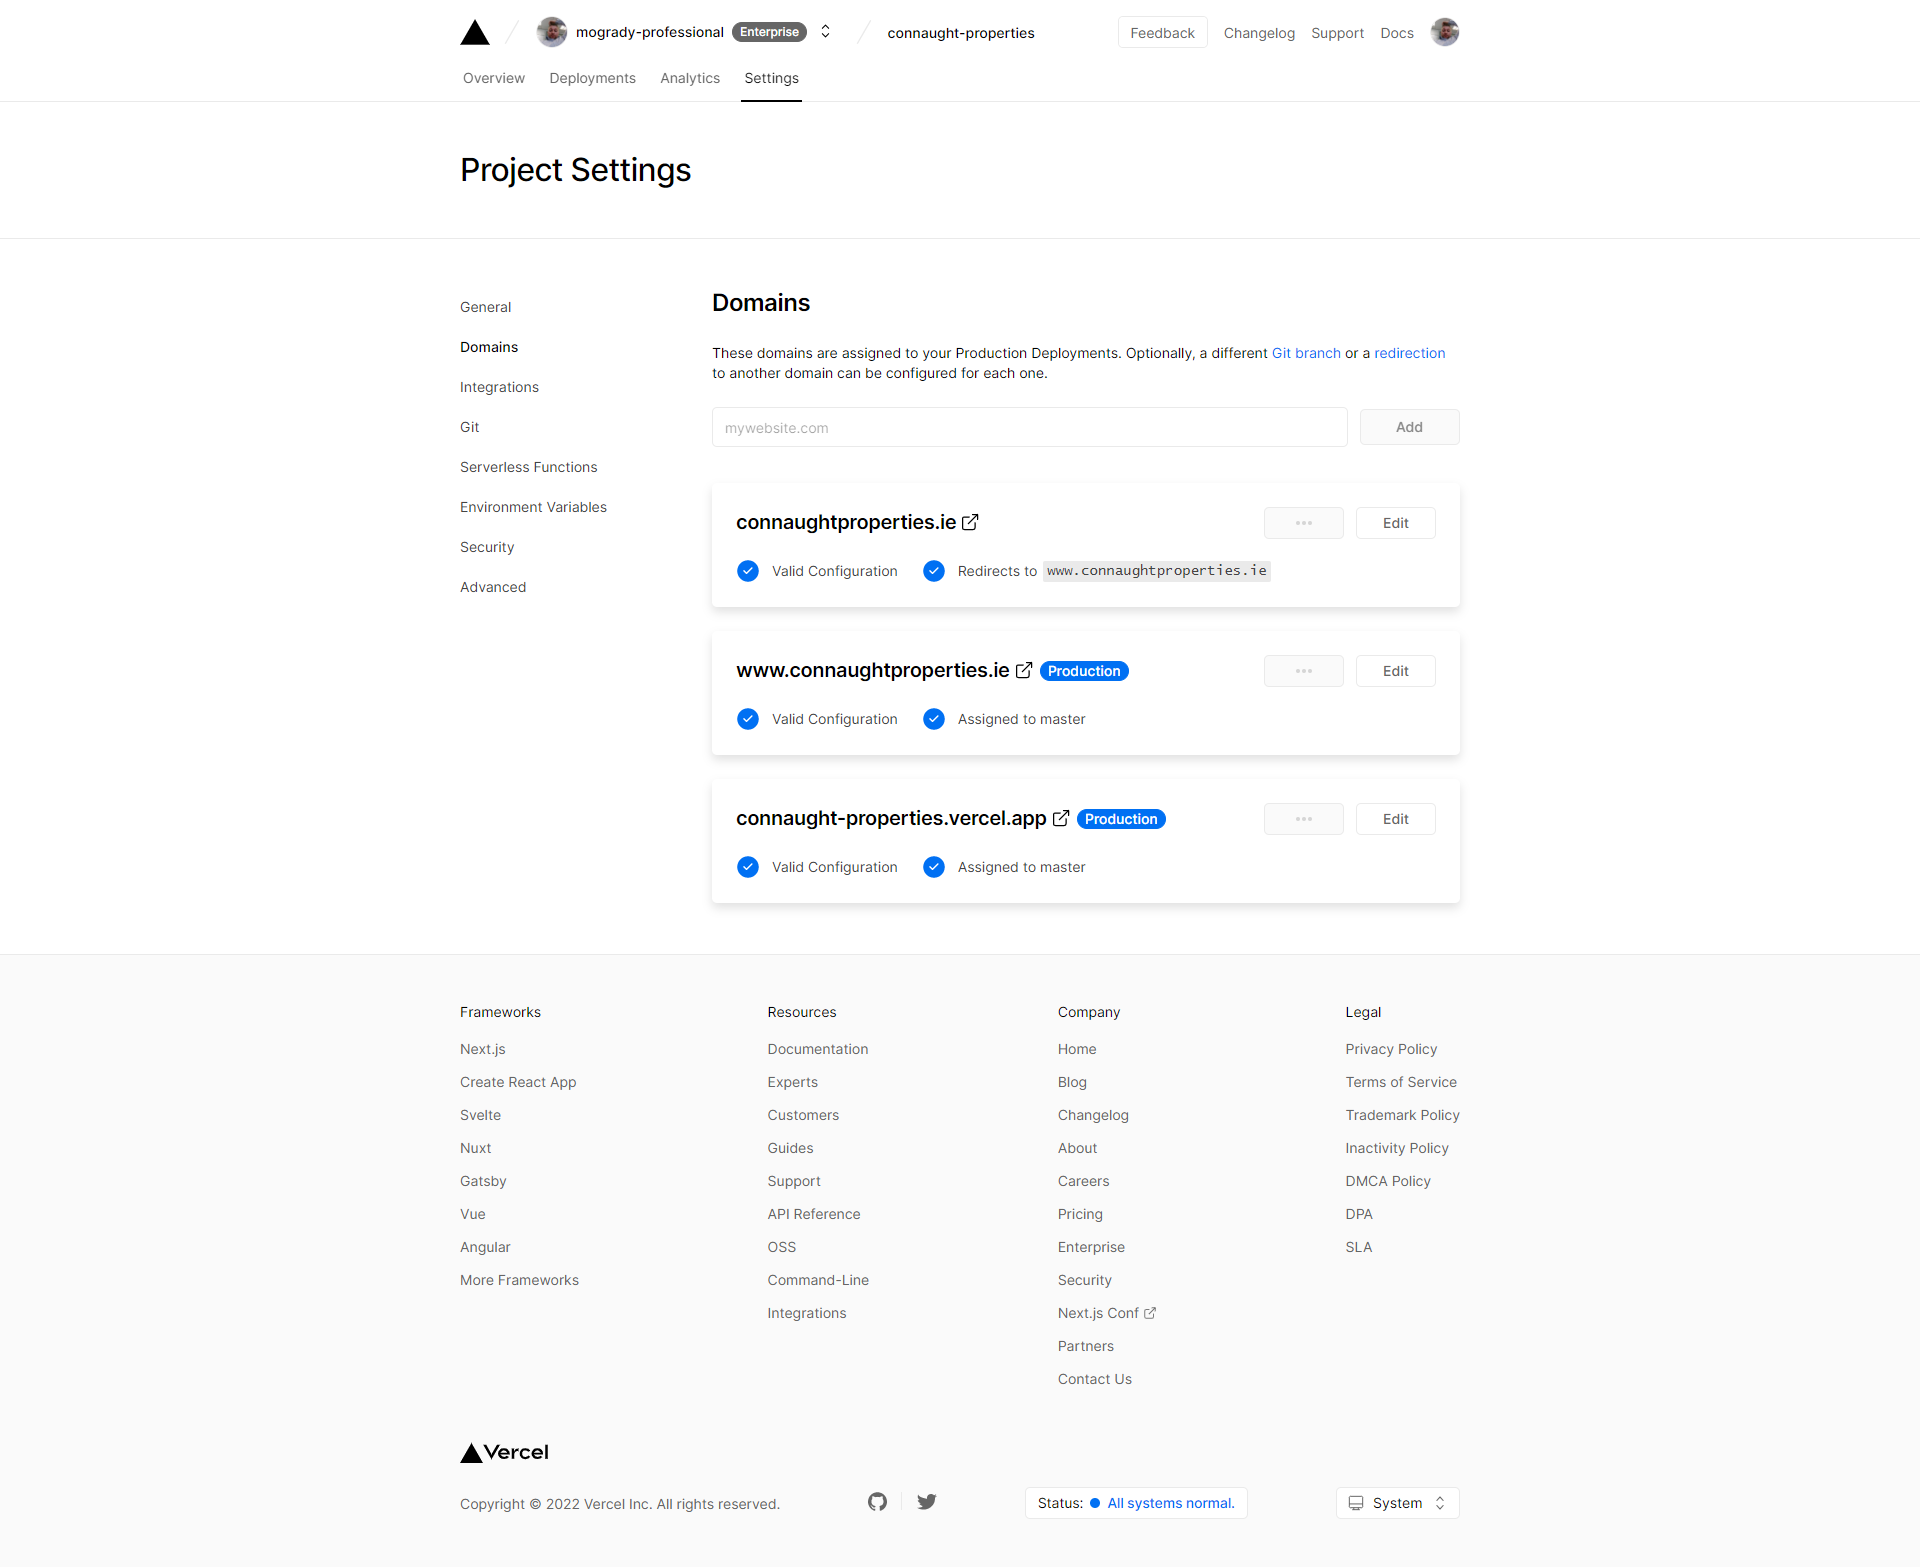 mogrady-professional Enterprise connaught-properties Feedback Changelog Support Docs
Overview Deployments Analytics Settings
Project Settings
General
Domains
Integrations
Git
Serverless Functions
Environment Variables
Security
Advanced
Domains
These domains are assigned to your Production Deployments. Optionally, a different Git branch or a redirection
to another domain can be configured for each one.
mywebsite.com Add
connaughtproperties.ie Edit
Valid Configuration Redirects to www.connaughtproperties.ie
www.connaughtproperties.ie Production Edit
Valid Configuration Assigned to master
connaught-properties.vercel.app Production Edit
Valid Configuration Assigned to master
Frameworks
Next.js
Create React App
Svelte
Nuxt
Gatsby
Vue
Angular
More Frameworks
Resources
Documentation
Experts
Customers
Guides
Support
API Reference
OSS
Command-Line
Integrations
Company
Home
Blog
Changelog
About
Careers
Pricing
Enterprise
Security
Next.js Conf
Partners
Contact Us
Legal
Privacy Policy
Terms of Service
Trademark Policy
Inactivity Policy
DMCA Policy
DPA
SLA
Vercel
Copyright © 2022 Vercel Inc. All rights reserved. Status: All systems normal. System